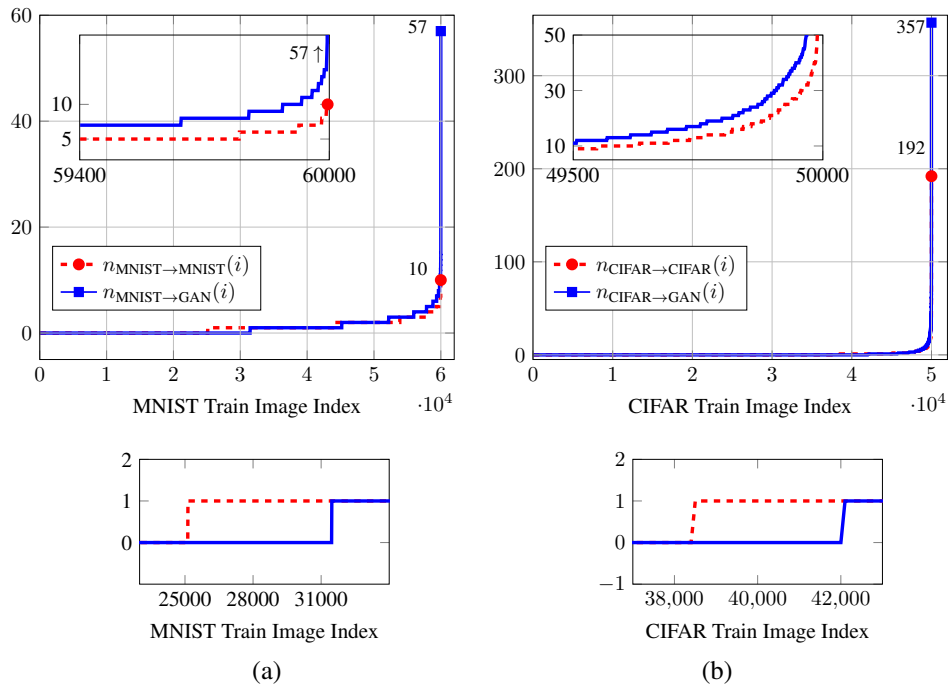 60
40
20
0
57
10
57 ↑
10
5
59400 60000
n_MNIST→MNIST(i)
n_MNIST→GAN(i)
0 1 2 3 4 5 6
·10^4
MNIST Train Image Index
300
200
100
0
357
192
50
30
10
49500 50000
n_CIFAR→CIFAR(i)
n_CIFAR→GAN(i)
0 1 2 3 4 5
·10^4
CIFAR Train Image Index
2
1
0
25000 28000 31000
MNIST Train Image Index
(a)
2
1
0
−1
38,000 40,000 42,000
CIFAR Train Image Index
(b)